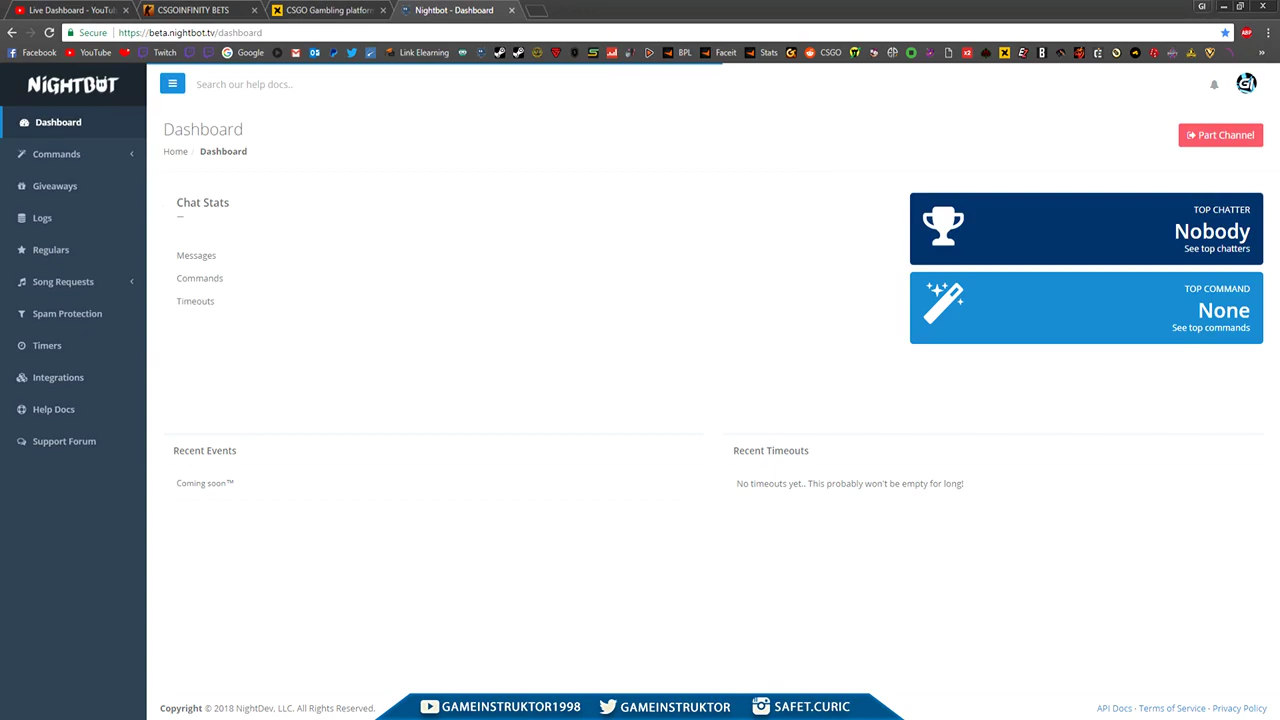 Live Dashboard - YouTu
CSGOINFINITY BETS
CSGO Gambling platform
Nightbot - Dashboard
GI
Secure
https://beta.nightbot.tv/dashboard
ABP
Facebook
YouTube
Twitch
Google
Link Elearning
BPL
Faceit
Stats
CSGO
NIGHTBOT
Search our help docs..
Dashboard
Commands
Giveaways
Logs
Regulars
Song Requests
Spam Protection
Timers
Integrations
Help Docs
Support Forum
Dashboard
Home / Dashboard
Part Channel
Chat Stats
Messages
Commands
Timeouts
TOP CHATTER
Nobody
See top chatters
TOP COMMAND
None
See top commands
Recent Events
Coming soon™
Recent Timeouts
No timeouts yet.. This probably won't be empty for long!
Copyright © 2018 NightDev, LLC. All Rights Reserved.
GAMEINSTRUKTOR1998
GAMEINSTRUKTOR
SAFET.CURIC
API Docs · Terms of Service · Privacy Policy